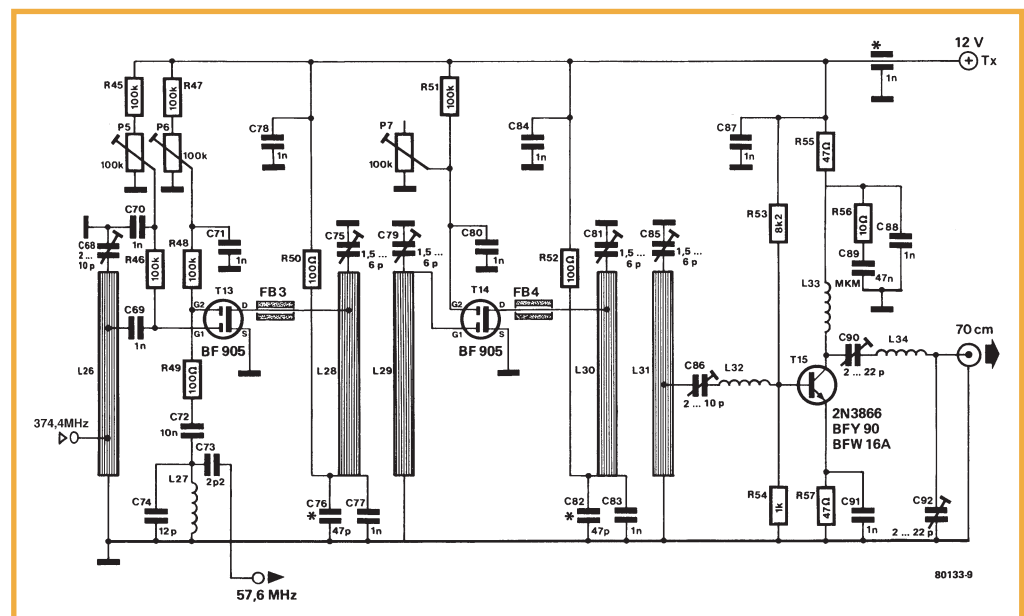 12 V
Tx
*
1n
R45
100k
R47
100k
R51
100k
P5
100k
P6
100k
P7
100k
C78
1n
C84
1n
C87
1n
R55
47Ω
C70
1n
C68
2 ...
10 p
R46
100k
R48
100k
C71
1n
R50
100Ω
C75
1,5 ...
6 p
C79
1,5 ...
6 p
C80
1n
R52
100Ω
C81
1,5 ...
6 p
C85
1,5 ...
6 p
R53
8k2
R56
10Ω
C88
1n
C89
47n
MKM
L33
C69
1n
T13
G2
G1
D
S
BF 905
FB3
T14
G2
G1
D
S
BF 905
FB4
70 cm
C90
2 ... 22 p
L34
T15
2N3866
BFY 90
BFW 16A
L26
R49
100Ω
L28
L29
L30
L31
C86
2 ... 10 p
L32
374,4MHz
C72
10n
C73
2p2
L27
C74
12p
C76
*
47p
C77
1n
C82
*
47p
C83
1n
R54
1k
R57
47Ω
C91
1n
C92
2 ... 22 p
57,6 MHz
80133-9